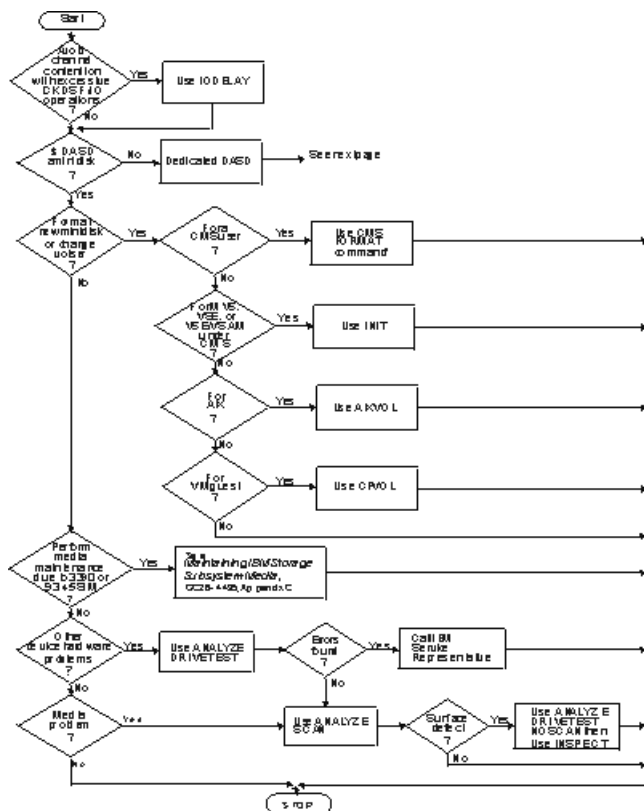 Start
Avoid
channel
contention
with excessive
ICKDSF I/O
operations
?
Yes
Use IODELAY
No
Is DASD
a minidisk
?
No
Dedicated DASD
See next page
Yes
Format
new minidisk
or change
volser
?
Yes
For a
CMS user
?
Yes
Use CMS
FORMAT
command
No
No
For MVS,
VSE, or
VSE/VSAM
under
CMS
?
Yes
Use INIT
No
For
AIX
?
Yes
Use AIXVOL
No
For
VM guest
?
Yes
Use CPVOL
No
Perform
media
maintenance
due to 3390 or
9345 SIM
?
Yes
Maintaining IBM Storage
Subsystem Media,
GC26-4495, Appendix C
No
Other
device hardware
problems
?
Yes
Use ANALYZE
DRIVETEST
Errors
found
?
Yes
Call IBM
Service
Representative
No
No
Media
problem
?
Yes
Use ANALYZE
SCAN
Surface
defect
?
Yes
Use ANALYZE
DRIVETEST
NOSCAN then
Use INSPECT
No
No
STOP